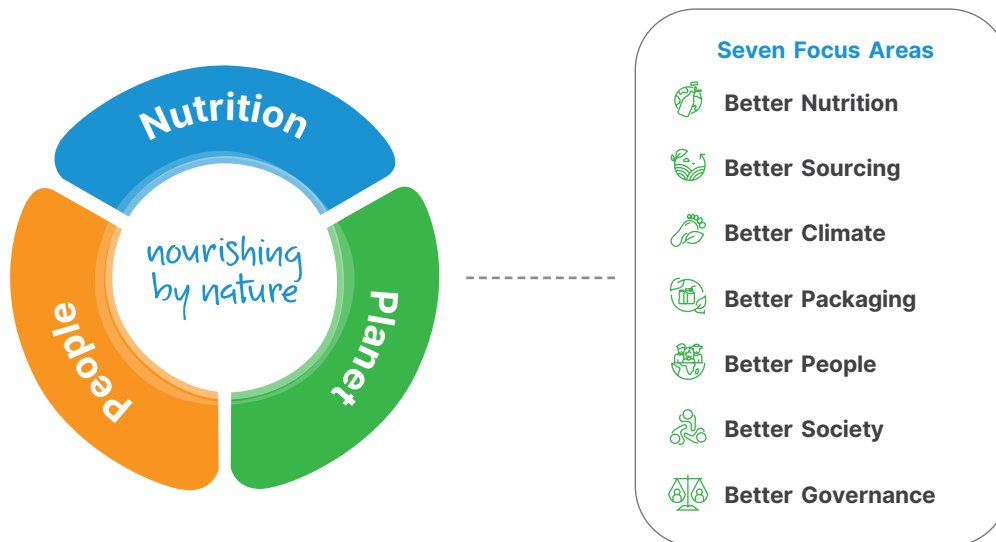 Nutrition
People
Planet
nourishing
by nature
Seven Focus Areas
Better Nutrition
Better Sourcing
Better Climate
Better Packaging
Better People
Better Society
Better Governance